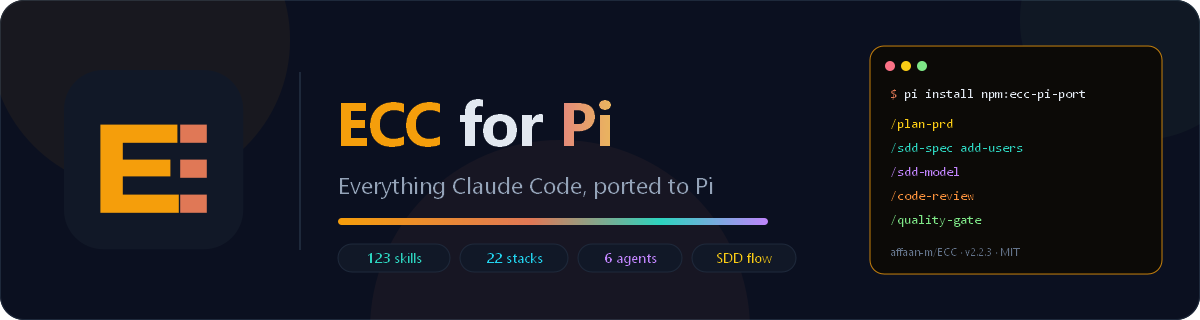 E
ECC for Pi
Everything Claude Code, ported to Pi
123 skills
22 stacks
6 agents
SDD flow
$ pi install npm:ecc-pi-port
/plan-prd
/sdd-spec add-users
/sdd-model
/code-review
/quality-gate
affaan-m/ECC · v2.2.3 · MIT